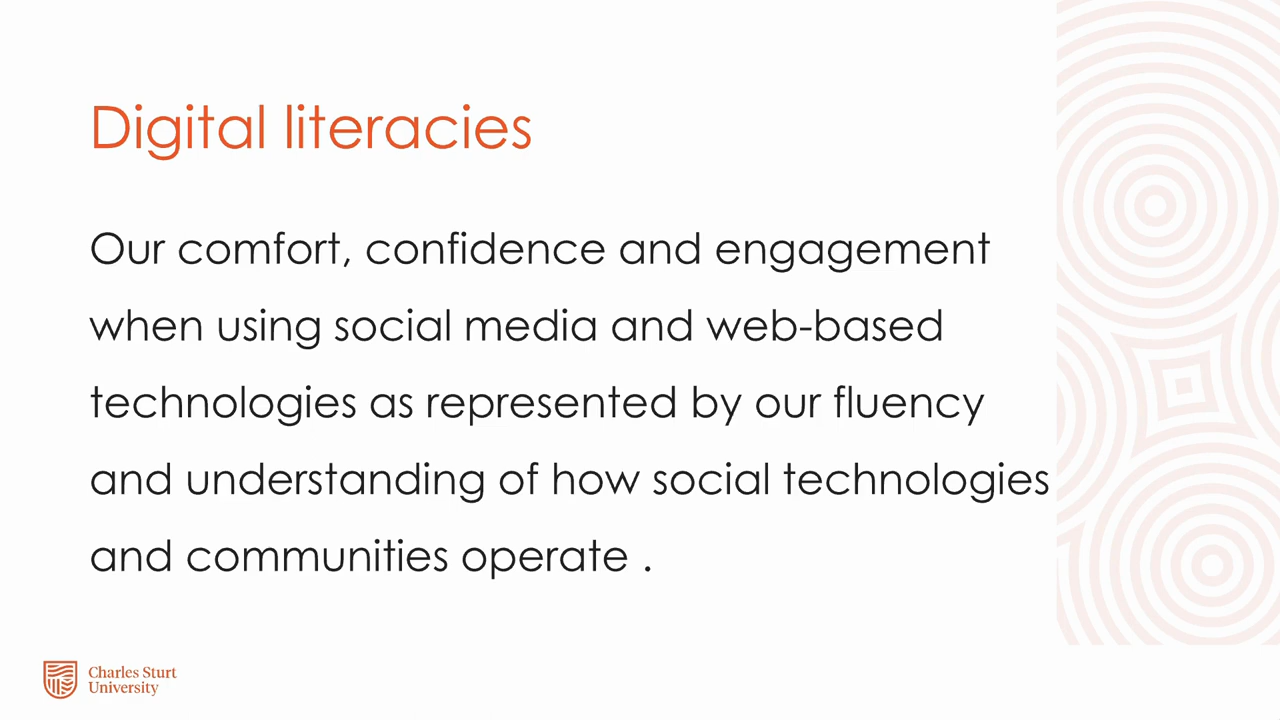 Digital literacies
Our comfort, confidence and engagement
when using social media and web-based
technologies as represented by our fluency
and understanding of how social technologies
and communities operate .
Charles Sturt
University